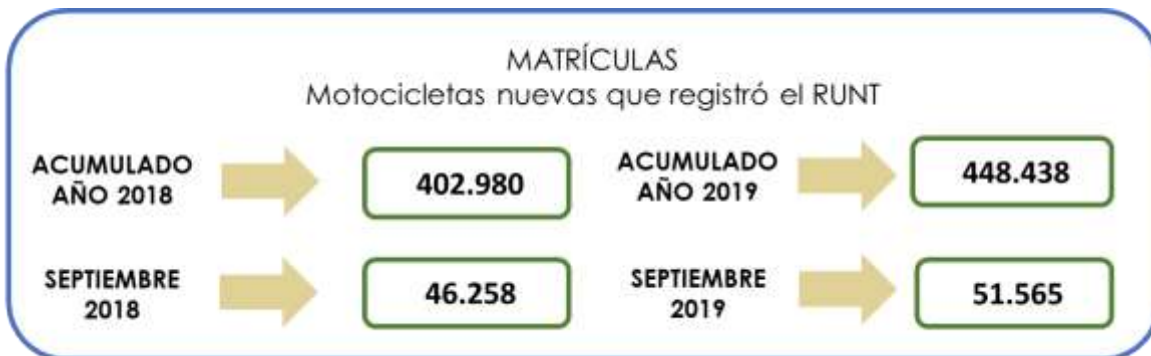 MATRÍCULAS
Motocicletas nuevas que registró el RUNT
ACUMULADO
AÑO 2018
402.980
ACUMULADO
AÑO 2019
448.438
SEPTIEMBRE
2018
46.258
SEPTIEMBRE
2019
51.565